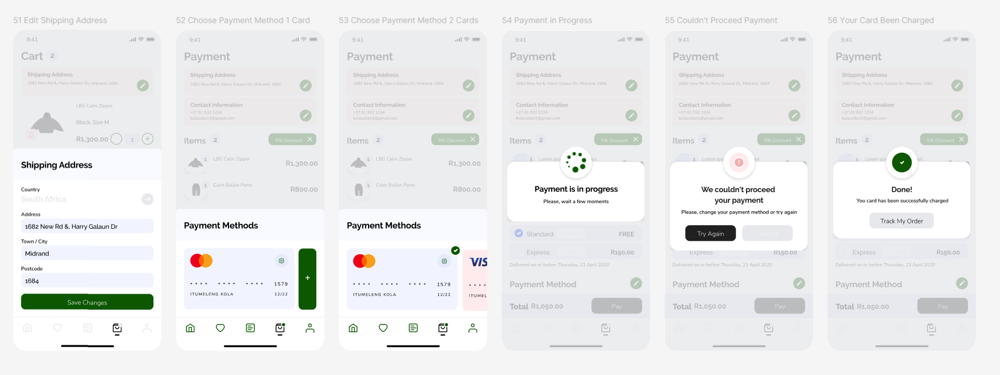 51 Edit Shipping Address
9:41
Cart 2
Shipping Address
1682 New Rd &, Harry Galaun Dr, Midrand, 1684
LBG Calm Zipper,
Black, Size M
R1,300.00 1
Shipping Address
Country
South Africa
Address
1682 New Rd &, Harry Galaun Dr
Town / City
Midrand
Postcode
1684
Save Changes
52 Choose Payment Method 1 Card
9:41
Payment
Shipping Address
1682 New Rd &, Harry Galaun Dr, Midrand, 1684
Contact Information
+27 61 932 1234
kolacollen1@gmail.com
Items 2
5% Discount
1 LBG Calm Zipper R1,300.00
1 Calm Ballon Pants R800.00
Payment Methods
* * * * * * * * * * * * 1579
ITUMELENG KOLA 12/22
+
53 Choose Payment Method 2 Cards
9:41
Payment
Shipping Address
1682 New Rd &, Harry Galaun Dr, Midrand, 1684
Contact Information
+27 61 932 1234
kolacollen1@gmail.com
Items 2
5% Discount
1 LBG Calm Zipper R1,300.00
1 Calm Ballon Pants R800.00
Payment Methods
* * * * * * * * * * * * 1579
ITUMELENG KOLA 12/22
VIS
* * * *
ITUMEL
54 Payment in Progress
9:41
Payment
Shipping Address
1682 New Rd &, Harry Galaun Dr, Midrand, 1684
Contact Information
+27 61 932 1234
kolacollen1@gmail.com
Items 2
5% Discount
1 Lorem
Payment is in progress
Please, wait a few moments
Standard FREE
Express R150,00
Delivered on or before Thursday, 23 April 2020
Payment Method
Total R1,050.00 Pay
55 Couldn't Proceed Payment
9:41
Payment
Shipping Address
1682 New Rd &, Harry Galaun Dr, Midrand, 1684
Contact Information
+27 61 932 1234
kolacollen1@gmail.com
Items 2
5% Discount
1 Lorem
We couldn't proceed
your payment
Please, change your payment method or try again
Try Again
Express R150.00
Delivered on or before Thursday, 23 April 2020
Payment Method
Total R1,050.00 Pay
56 Your Card Been Charged
9:41
Payment
Shipping Address
1682 New Rd &, Harry Galaun Dr, Midrand, 1684
Contact Information
+27 61 932 1234
kolacollen1@gmail.com
Items 2
5% Discount
1 Lorem
Done!
You card has been successfully charged
Track My Order
Express R150,00
Delivered on or before Thursday, 23 April 2020
Payment Method
Total R1,050.00 Pay